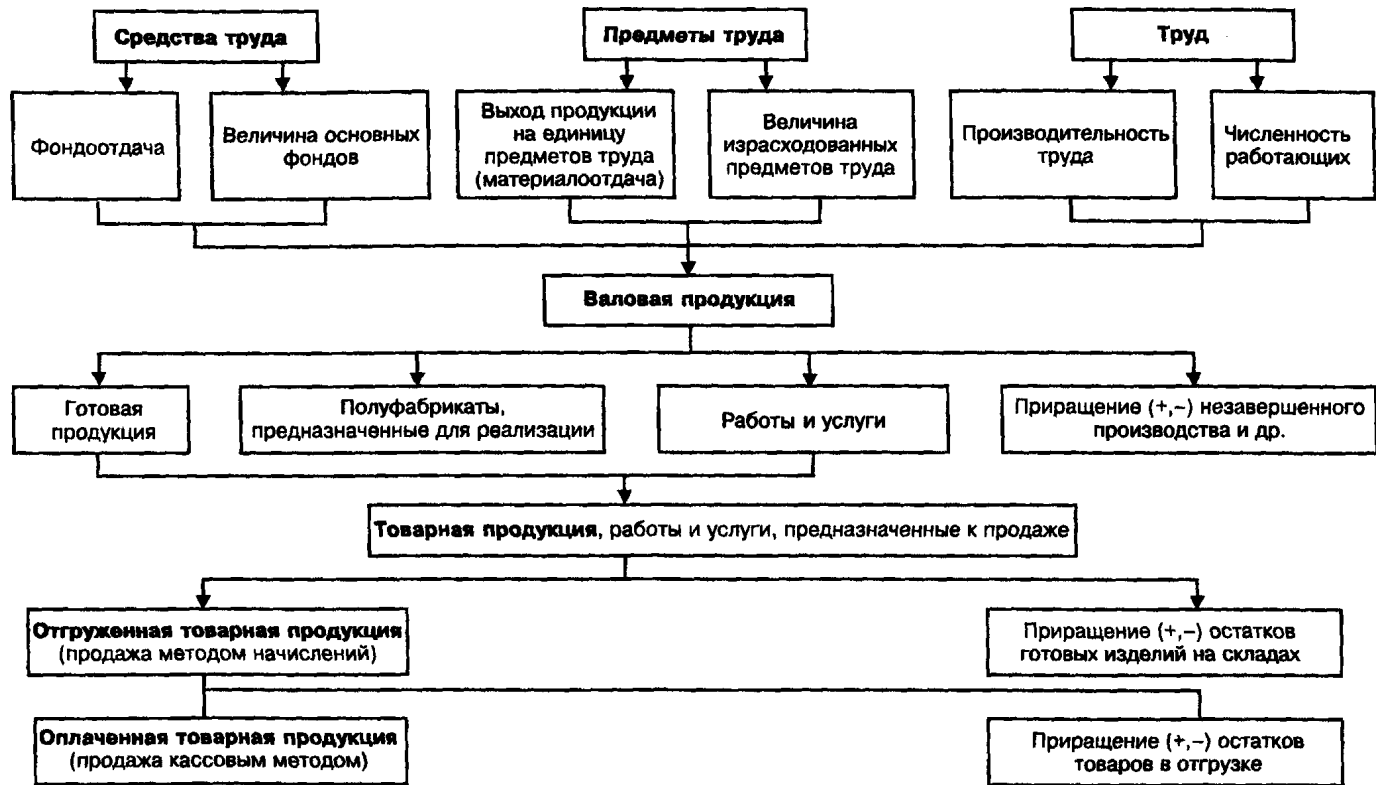 Средства труда
Предметы труда
Труд
Фондоотдача
Величина основных
фондов
Выход продукции
на единицу
предметов труда
(материалоотдача)
Величина
израсходованных
предметов труда
Производительность
труда
Численность
работающих
Валовая продукция
Готовая
продукция
Полуфабрикаты,
предназначенные для реализации
Работы и услуги
Приращение (+,–) незавершенного
производства и др.
Товарная продукция, работы и услуги, предназначенные к продаже
Отгруженная товарная продукция
(продажа методом начислений)
Приращение (+,–) остатков
готовых изделий на складах
Оплаченная товарная продукция
(продажа кассовым методом)
Приращение (+,–) остатков
товаров в отгрузке